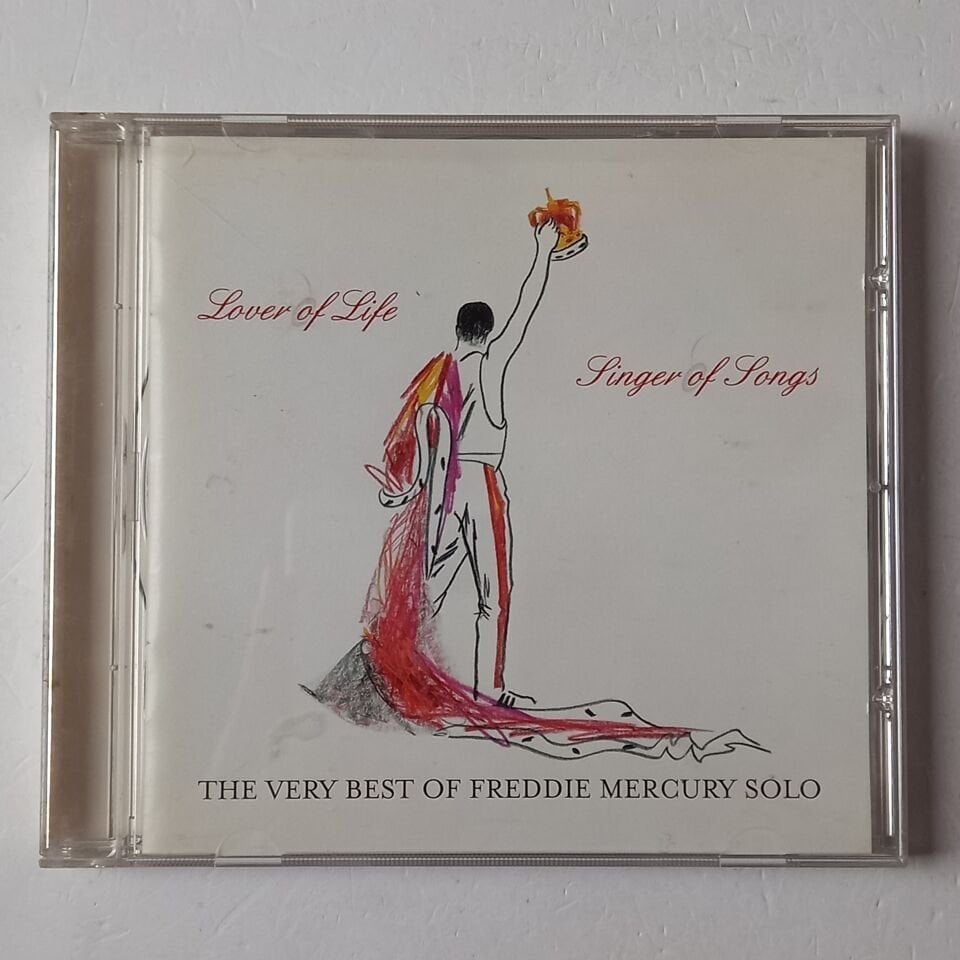 Lover of Life
Singer of Songs
THE VERY BEST OF FREDDIE MERCURY SOLO